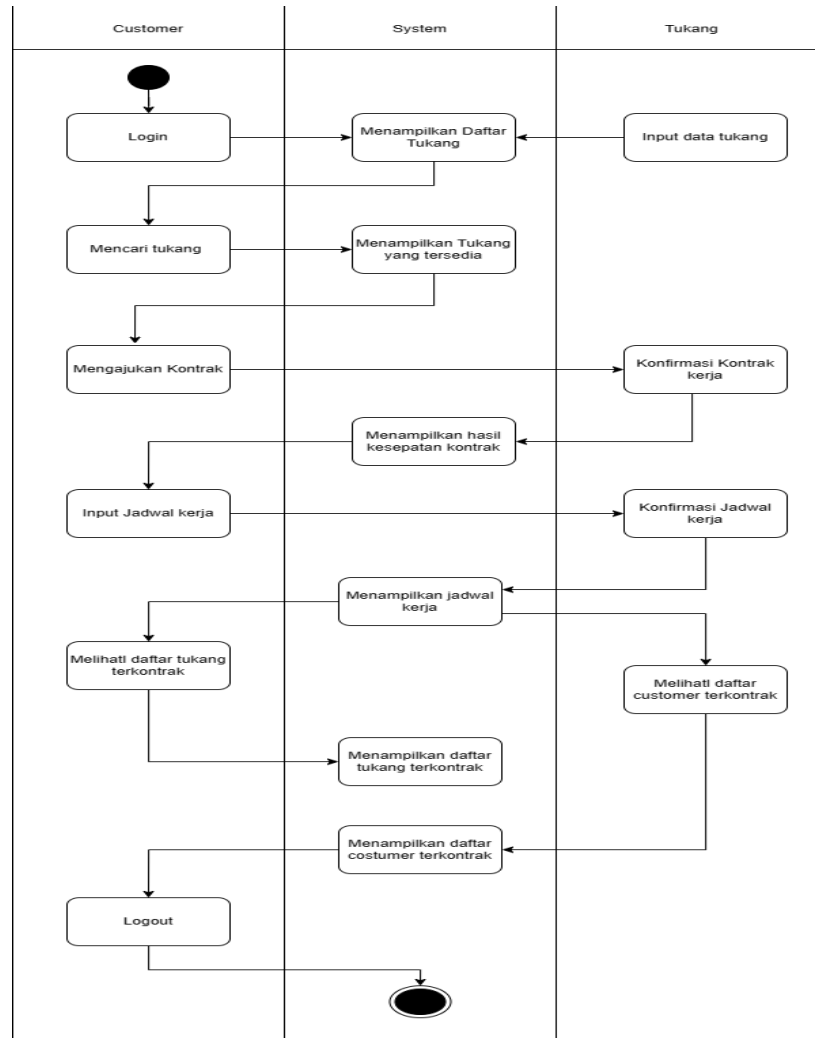 Customer
System
Tukang
Login
Menampilkan Daftar
Tukang
Input data tukang
Mencari tukang
Menampilkan Tukang
yang tersedia
Mengajukan Kontrak
Konfirmasi Kontrak
kerja
Menampilkan hasil
kesepatan kontrak
Input Jadwal kerja
Konfirmasi Jadwal
kerja
Menampilkan jadwal
kerja
Melihatl daftar tukang
terkontrak
Melihatl daftar
customer terkontrak
Menampilkan daftar
tukang terkontrak
Menampilkan daftar
costumer terkontrak
Logout